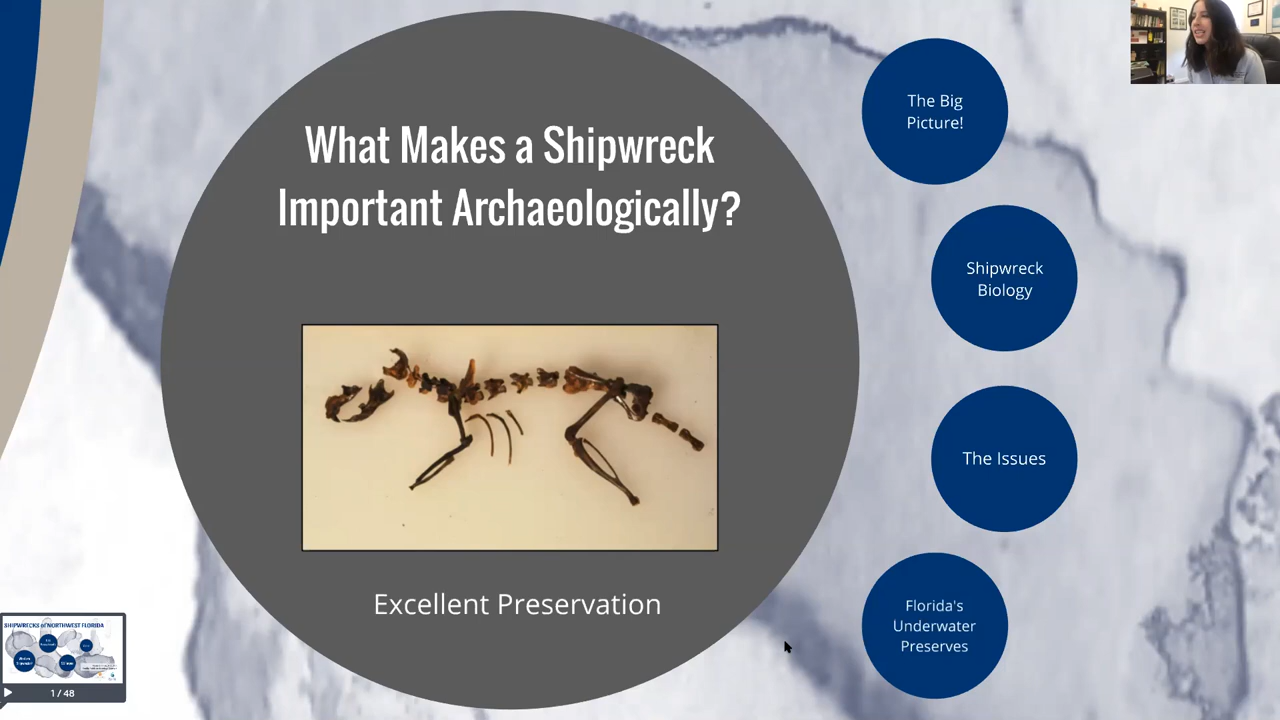 What Makes a Shipwreck
Important Archaeologically?
Excellent Preservation
The Big
Picture!
Shipwreck
Biology
The Issues
Florida's
Underwater
Preserves
SHIPWRECKS of NORTHWEST FLORIDA
1 / 48